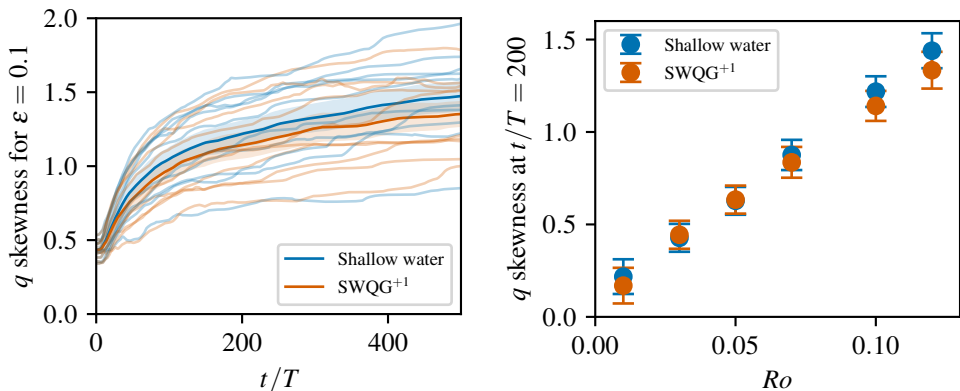 q skewness for ε = 0.1
2.0
1.5
1.0
0.5
0.0
0
200
400
t/T
Shallow water
SWQG⁺¹
q skewness at t/T = 200
1.5
1.0
0.5
0.0
0.00
0.05
0.10
Ro
Shallow water
SWQG⁺¹